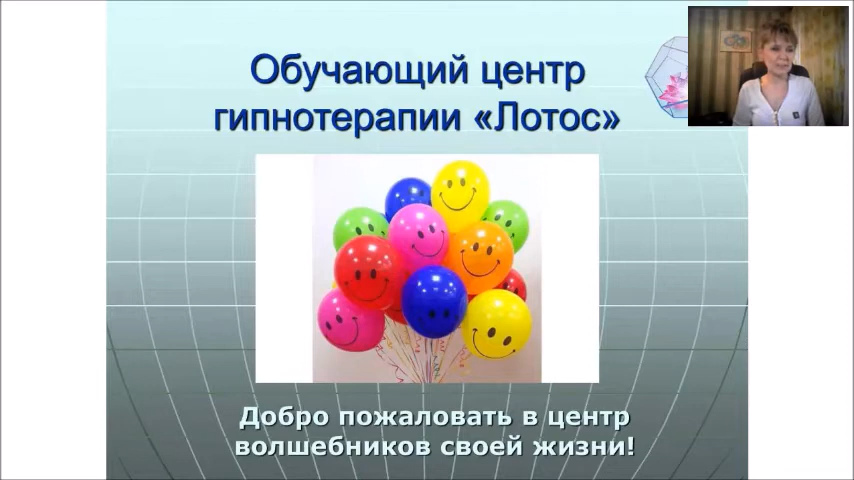 Обучающий центр
гипнотерапии «Лотос»
Добро пожаловать в центр
волшебников своей жизни!